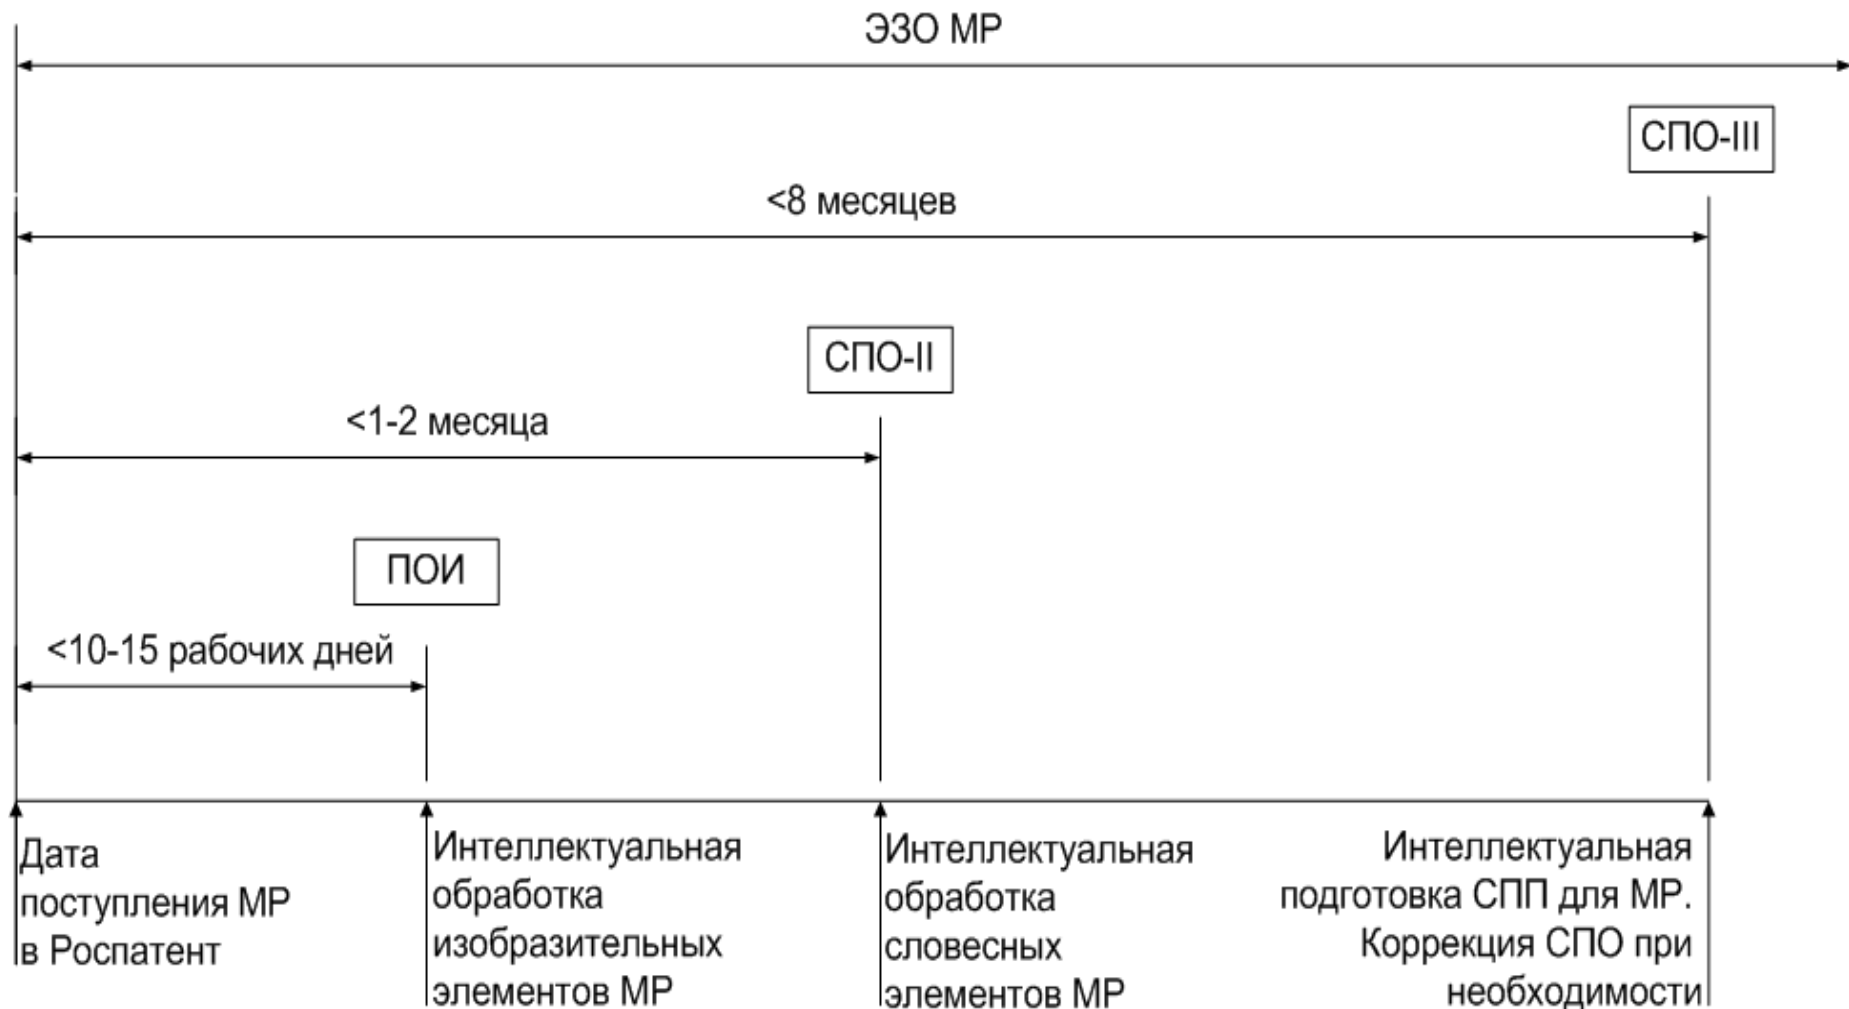 ЭЗО МР
СПО-III
<8 месяцев
СПО-II
<1-2 месяца
ПОИ
<10-15 рабочих дней
Дата
поступления МР
в Роспатент
Интеллектуальная
обработка
изобразительных
элементов МР
Интеллектуальная
обработка
словесных
элементов МР
Интеллектуальная
подготовка СПП для МР.
Коррекция СПО при
необходимости